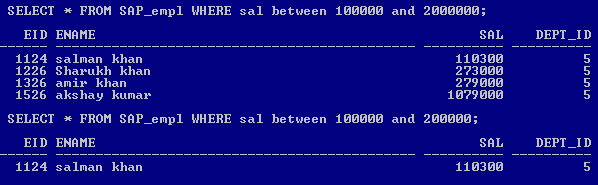 SELECT * FROM SAP_empl WHERE sal between 100000 and 2000000;
EID ENAME SAL DEPT_ID
1124 salman khan 110300 5
1226 Sharukh khan 273000 5
1326 amir khan 279000 5
1526 akshay kumar 1079000 5
SELECT * FROM SAP_empl WHERE sal between 100000 and 200000;
EID ENAME SAL DEPT_ID
1124 salman khan 110300 5